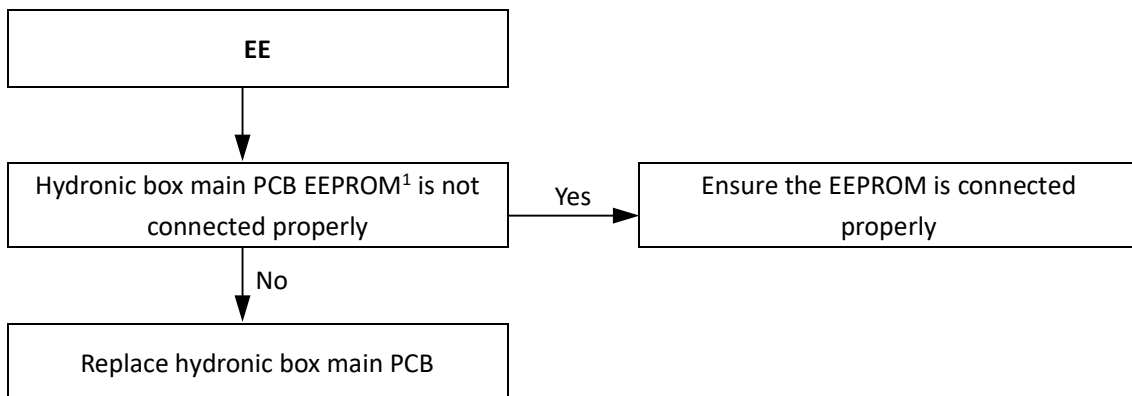 EE
Hydronic box main PCB EEPROM¹ is not
connected properly
Yes
Ensure the EEPROM is connected
properly
No
Replace hydronic box main PCB